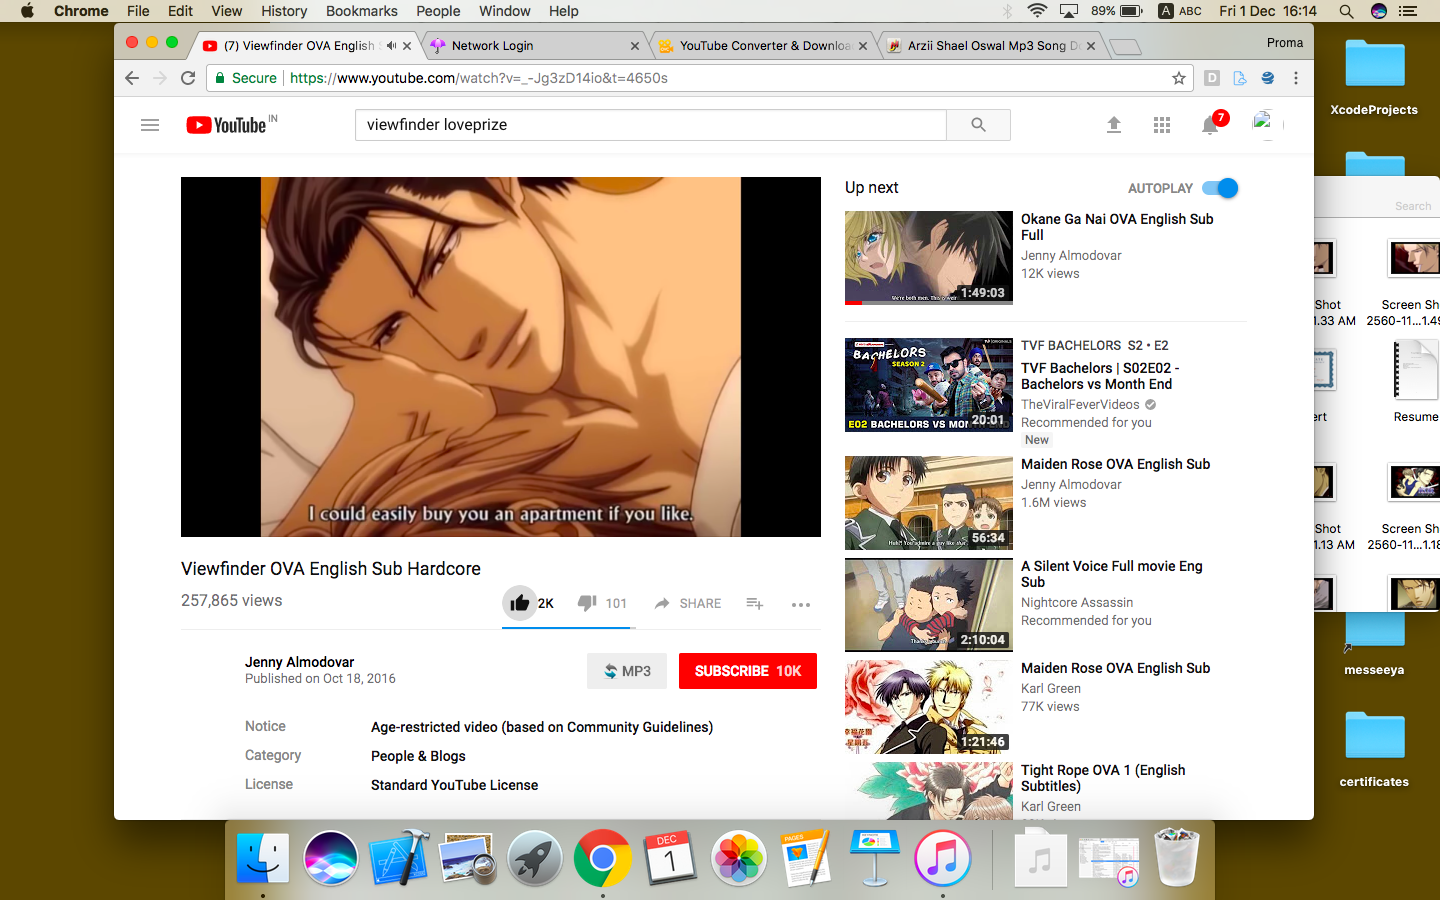 Chrome File Edit View History Bookmarks People Window Help 89% A ABC Fri 1 Dec 16:14
(7) Viewfinder OVA English Network Login YouTube Converter & Downloa Arzii Shael Oswal Mp3 Song D Proma
Secure https://www.youtube.com/watch?v=_-Jg3zD14io&t=4650s D
YouTube IN
viewfinder loveprize
7
I could easily buy you an apartment if you like.
Viewfinder OVA English Sub Hardcore
257,865 views
2K 101 SHARE
Jenny Almodovar
Published on Oct 18, 2016
MP3 SUBSCRIBE 10K
Notice Age-restricted video (based on Community Guidelines)
Category People & Blogs
License Standard YouTube License
Up next AUTOPLAY
We're both men. This is weir
1:49:03
Okane Ga Nai OVA English Sub
Full
Jenny Almodovar
12K views
BACHELORS
SEASON 2
E02 BACHELORS VS MONTH END
20:01
TVF BACHELORS S2 • E2
TVF Bachelors | S02E02 -
Bachelors vs Month End
TheViralFeverVideos
Recommended for you
New
56:34
Maiden Rose OVA English Sub
Jenny Almodovar
1.6M views
2:10:04
A Silent Voice Full movie Eng
Sub
Nightcore Assassin
Recommended for you
1:21:46
Maiden Rose OVA English Sub
Karl Green
77K views
Tight Rope OVA 1 (English
Subtitles)
Karl Green
XcodeProjects
Search
Shot Screen Sh
1.33 AM 2560-11...1.49
ert Resume
Shot Screen Sh
1.13 AM 2560-11...1.18
messeeya
certificates
DEC
1
PAGES